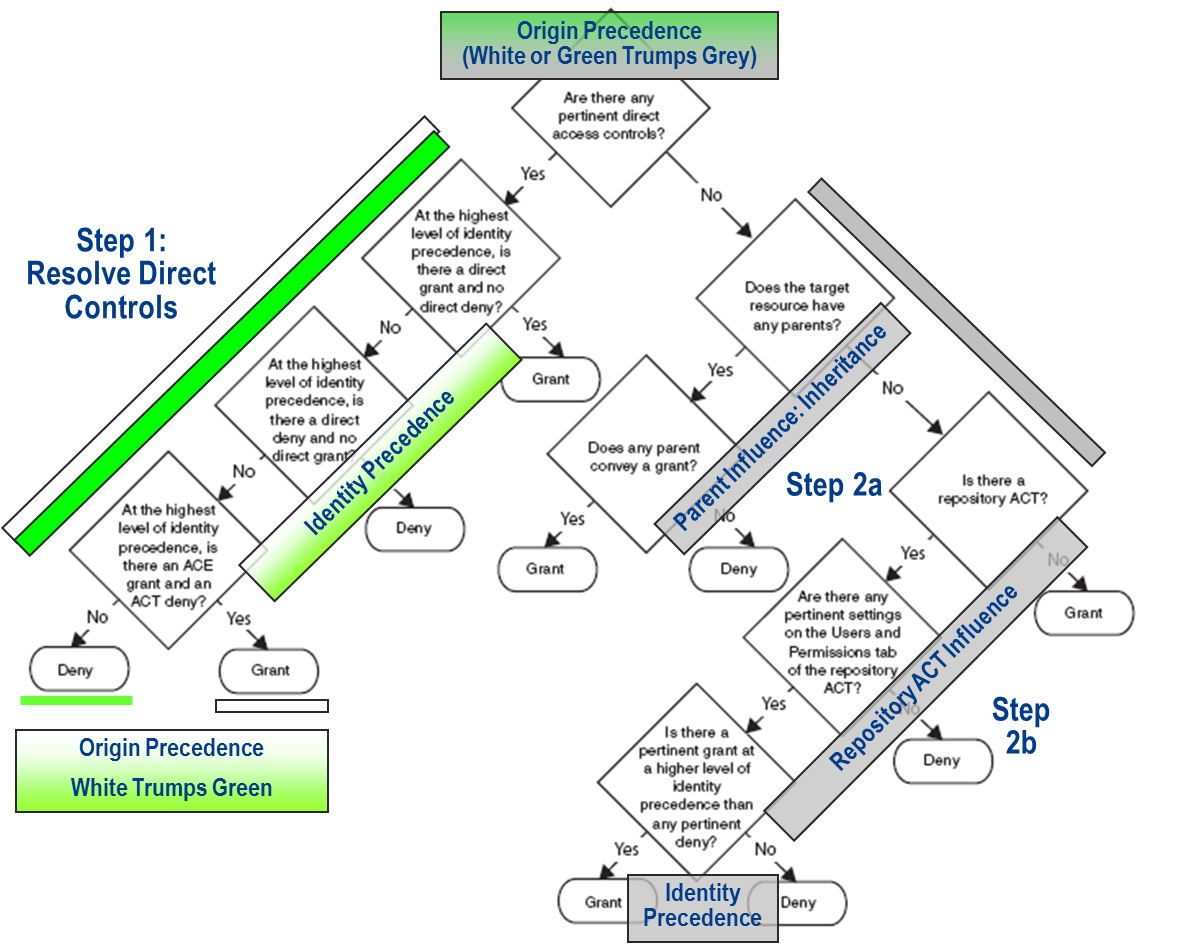 Origin Precedence
(White or Green Trumps Grey)
Are there any
pertinent direct
access controls?
Yes
No
Step 1:
Resolve Direct
Controls
At the highest
level of identity
precedence, is
there a direct
grant and no
direct deny?
No
Yes
Grant
At the highest
level of identity
precedence, is
there a direct
deny and no
direct grant?
No
Deny
Identity Precedence
At the highest
level of identity
precedence, is
there an ACE
grant and an
ACT deny?
No
Yes
Deny
Grant
Origin Precedence
White Trumps Green
Does the target
resource have
any parents?
Yes
No
Parent Influence: Inheritance
Does any parent
convey a grant?
Yes
No
Grant
Deny
Step 2a
Is there a
repository ACT?
Yes
No
Grant
Are there any
pertinent settings
on the Users and
Permissions tab
of the repository
ACT?
Yes
No
Deny
Repository ACT Influence
Step
2b
Is there a
pertinent grant at
a higher level of
identity
precedence than
any pertinent
deny?
Yes
No
Grant
Deny
Identity
Precedence